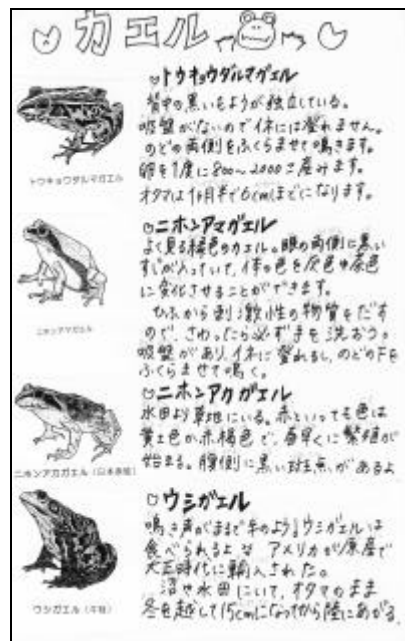 カエル
トウキョウダルマガエル
背中の黒いもようが独立している。
吸盤がないのでイネには登れません。
のどの両側をふくらませて鳴きます。
卵を1度に800〜2000コ産みます。
オタマは1ヶ月半で6cmほどになります。
トウキョウダルマガエル
ニホンアマガエル
よく見る緑色のカエル。眼の両側に黒い
すじが入っていて、体の色を灰色や茶色
に変化させることができます。
ひふから刺激性の物質をだす
ので、さわったら必ず手を洗おう。
吸盤があり、イネに登れるし、のどの下を
ふくらませて鳴く。
ニホンアマガエル
ニホンアカガエル
水田より草地にいる。赤といっても色は
黄土色か赤褐色で、春早くに繁殖が
始まる。腹側に黒い斑点があるよ
ニホンアカガエル(日本赤蛙)
ウシガエル
鳴き声がまるで牛のよう!ウシガエルは
食べられるよ アメリカが原産で
大正時代に輸入された。
沼や水田にいて、オタマのまま
冬を越して15cmになってから陸にあがる。
ウシガエル(牛蛙)